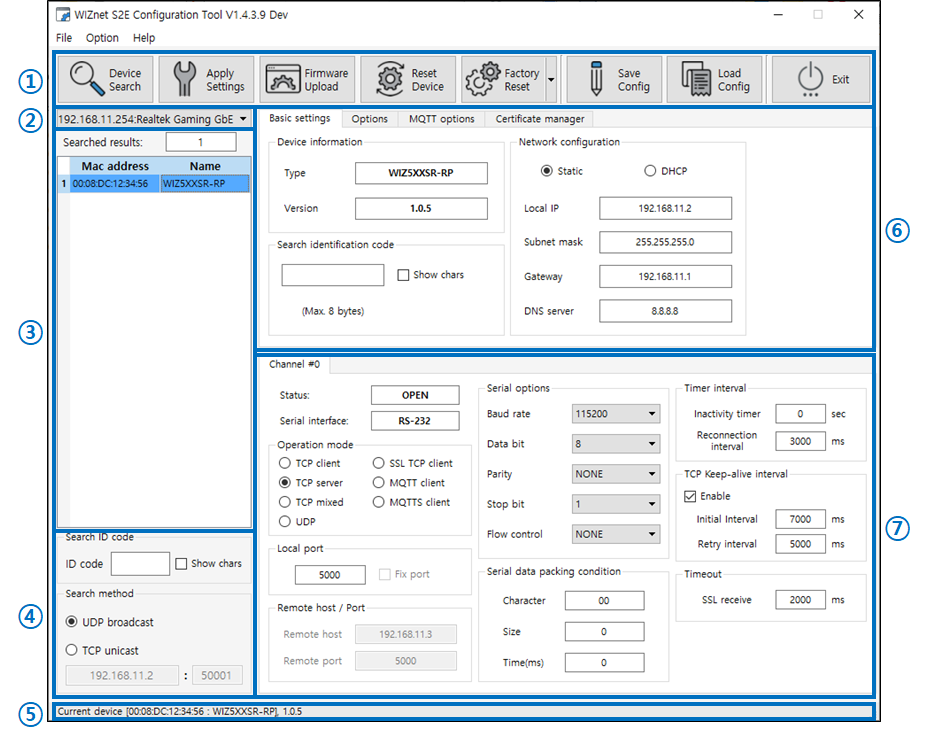 WIZnet S2E Configuration Tool V1.4.3.9 Dev
File Option Help
①
Device Search
Apply Settings
Firmware Upload
Reset Device
Factory Reset
Save Config
Load Config
Exit
②
192.168.11.254:Realtek Gaming GbE
③
Searched results: 1
Mac address Name
1 00:08:DC:12:34:56 WIZ5XXSR-RP
④
Search ID code
ID code Show chars
Search method
UDP broadcast
TCP unicast
192.168.11.2 : 50001
⑤
Current device [00:08:DC:12:34:56 : WIZ5XXSR-RP], 1.0.5
⑥
Basic settings Options MQTT options Certificate manager
Device information
Type WIZ5XXSR-RP
Version 1.0.5
Search identification code
Show chars
(Max. 8 bytes)
Network configuration
Static DHCP
Local IP 192.168.11.2
Subnet mask 255.255.255.0
Gateway 192.168.11.1
DNS server 8.8.8.8
⑦
Channel #0
Status: OPEN
Serial interface: RS-232
Operation mode
TCP client SSL TCP client
TCP server MQTT client
TCP mixed MQTTS client
UDP
Local port
5000 Fix port
Remote host / Port
Remote host 192.168.11.3
Remote port 5000
Serial options
Baud rate 115200
Data bit 8
Parity NONE
Stop bit 1
Flow control NONE
Serial data packing condition
Character 00
Size 0
Time(ms) 0
Timer interval
Inactivity timer 0 sec
Reconnection interval 3000 ms
TCP Keep-alive interval
Enable
Initial Interval 7000 ms
Retry interval 5000 ms
Timeout
SSL receive 2000 ms